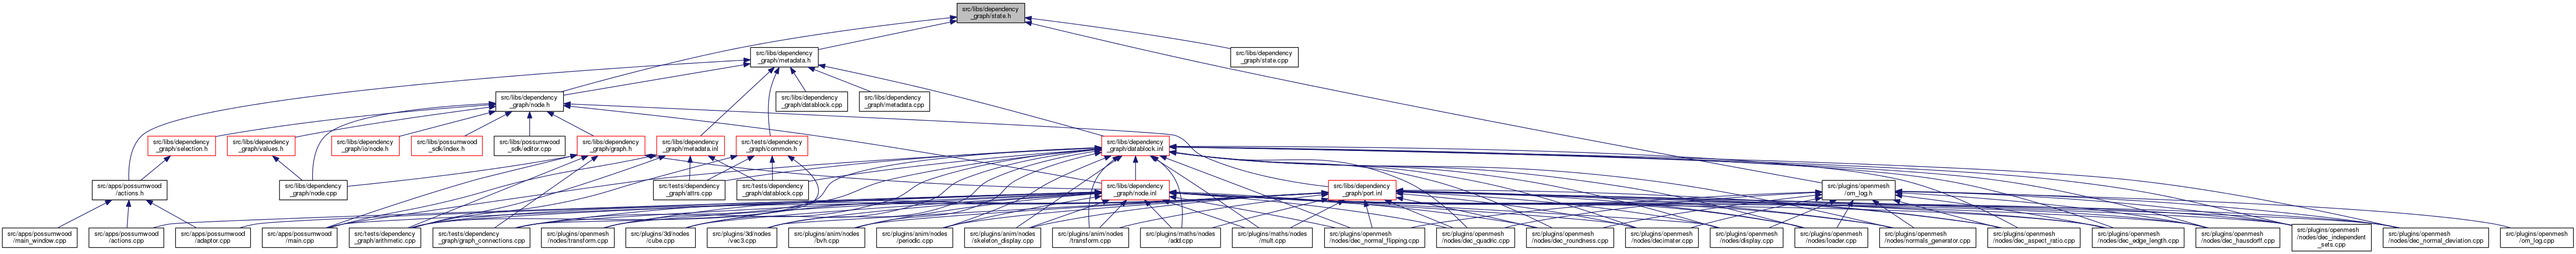 src/libs/dependency
_graph/state.h
src/libs/dependency
_graph/metadata.h
src/libs/dependency
_graph/state.cpp
src/libs/dependency
_graph/node.h
src/libs/dependency
_graph/datablock.cpp
src/libs/dependency
_graph/metadata.cpp
src/libs/dependency
_graph/selection.h
src/libs/dependency
_graph/values.h
src/libs/dependency
_graph/io/node.h
src/libs/possumwood
_sdk/index.h
src/libs/possumwood
_sdk/editor.cpp
src/libs/dependency
_graph/graph.h
src/libs/dependency
_graph/metadata.inl
src/tests/dependency
_graph/common.h
src/libs/dependency
_graph/datablock.inl
src/apps/possumwood
/actions.h
src/libs/dependency
_graph/node.cpp
src/tests/dependency
_graph/attrs.cpp
src/tests/dependency
_graph/datablock.cpp
src/libs/dependency
_graph/node.inl
src/libs/dependency
_graph/port.inl
src/plugins/openmesh
/om_log.h
src/apps/possumwood
/main_window.cpp
src/apps/possumwood
/actions.cpp
src/apps/possumwood
/adaptor.cpp
src/apps/possumwood
/main.cpp
src/tests/dependency
_graph/arithmetic.cpp
src/tests/dependency
_graph/graph_connections.cpp
src/plugins/openmesh
/nodes/transform.cpp
src/plugins/3d/nodes
/cube.cpp
src/plugins/3d/nodes
/vec3.cpp
src/plugins/anim/nodes
/bvh.cpp
src/plugins/anim/nodes
/periodic.cpp
src/plugins/anim/nodes
/skeleton_display.cpp
src/plugins/anim/nodes
/transform.cpp
src/plugins/maths/nodes
/add.cpp
src/plugins/maths/nodes
/mult.cpp
src/plugins/openmesh
/nodes/dec_normal_flipping.cpp
src/plugins/openmesh
/nodes/dec_quadric.cpp
src/plugins/openmesh
/nodes/dec_roundness.cpp
src/plugins/openmesh
/nodes/decimater.cpp
src/plugins/openmesh
/nodes/display.cpp
src/plugins/openmesh
/nodes/loader.cpp
src/plugins/openmesh
/nodes/normals_generator.cpp
src/plugins/openmesh
/nodes/dec_aspect_ratio.cpp
src/plugins/openmesh
/nodes/dec_edge_length.cpp
src/plugins/openmesh
/nodes/dec_hausdorff.cpp
src/plugins/openmesh
/nodes/dec_independent
_sets.cpp
src/plugins/openmesh
/nodes/dec_normal_deviation.cpp
src/plugins/openmesh
/om_log.cpp